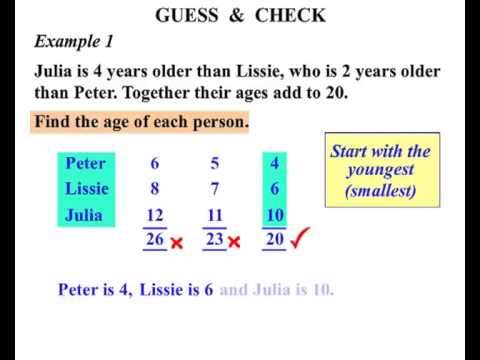 GUESS & CHECK
Example 1
Julia is 4 years older than Lissie, who is 2 years older
than Peter. Together their ages add to 20.
Find the age of each person.
Start with the
youngest
(smallest)
Peter 6 5 4
Lissie 8 7 6
Julia 12 11 10
26 × 23 × 20 ✓
Peter is 4, Lissie is 6 and Julia is 10.